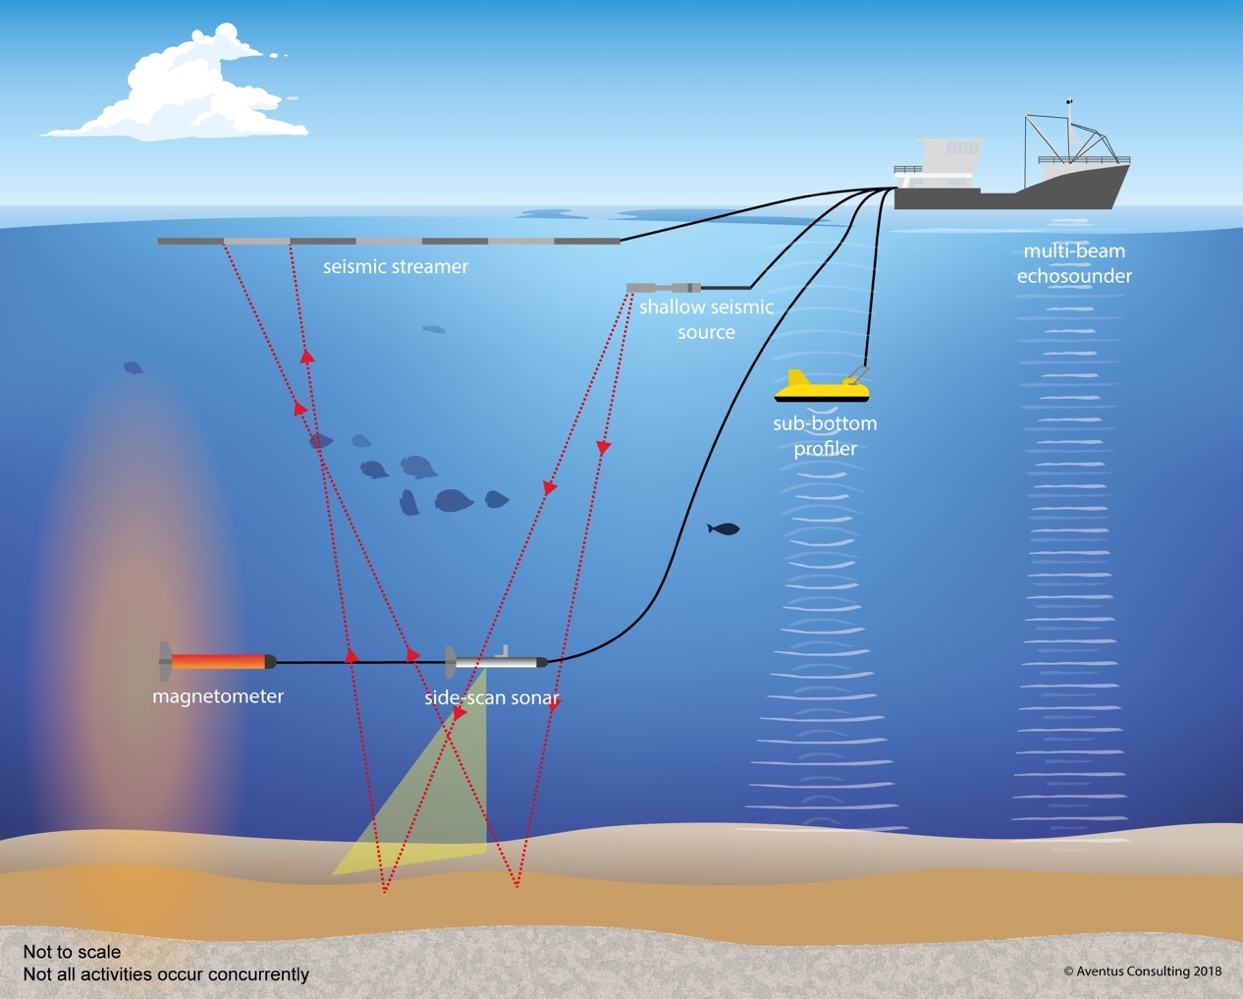 multi-beam
echosounder
seismic streamer
shallow seismic
source
sub-bottom
profiler
magnetometer
side-scan sonar
Not to scale
Not all activities occur concurrently
© Aventus Consulting 2018